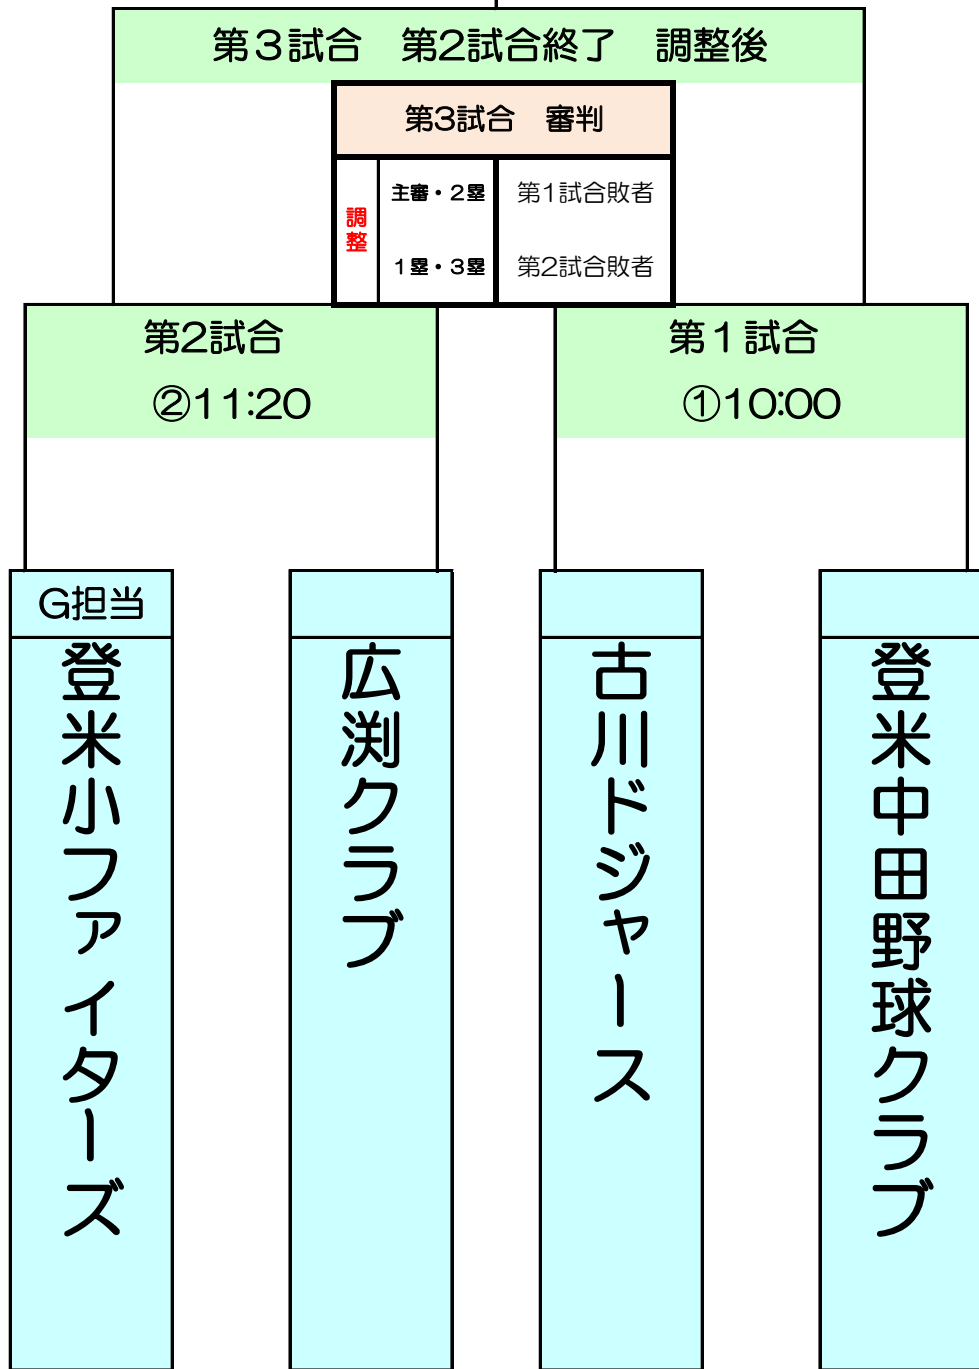 第３試合　第2試合終了　調整後
第3試合　審判
調整
主審・２塁
第1試合敗者
１塁・３塁
第2試合敗者
第2試合
②11:20
第１試合
①10:00
G担当
登米小ファイターズ
広渕クラブ
古川ドジャース
登米中田野球クラブ